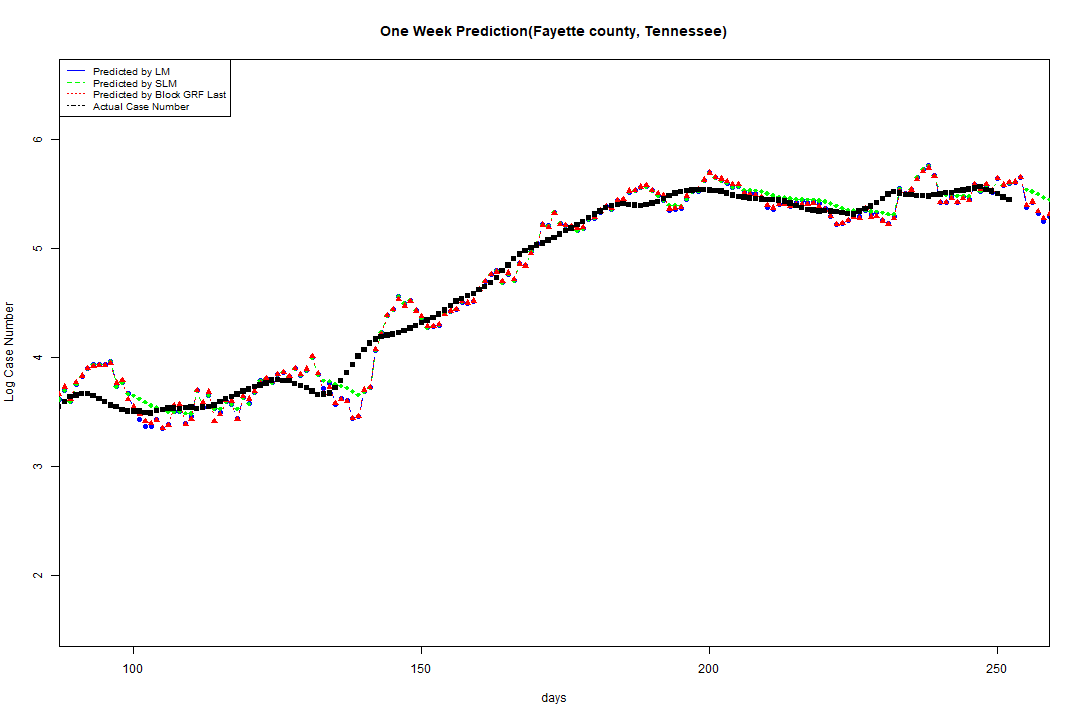 One Week Prediction(Fayette county, Tennessee)
Predicted by LM
Predicted by SLM
Predicted by Block GRF Last
Actual Case Number
Log Case Number
6
5
4
3
2
100
150
200
250
days